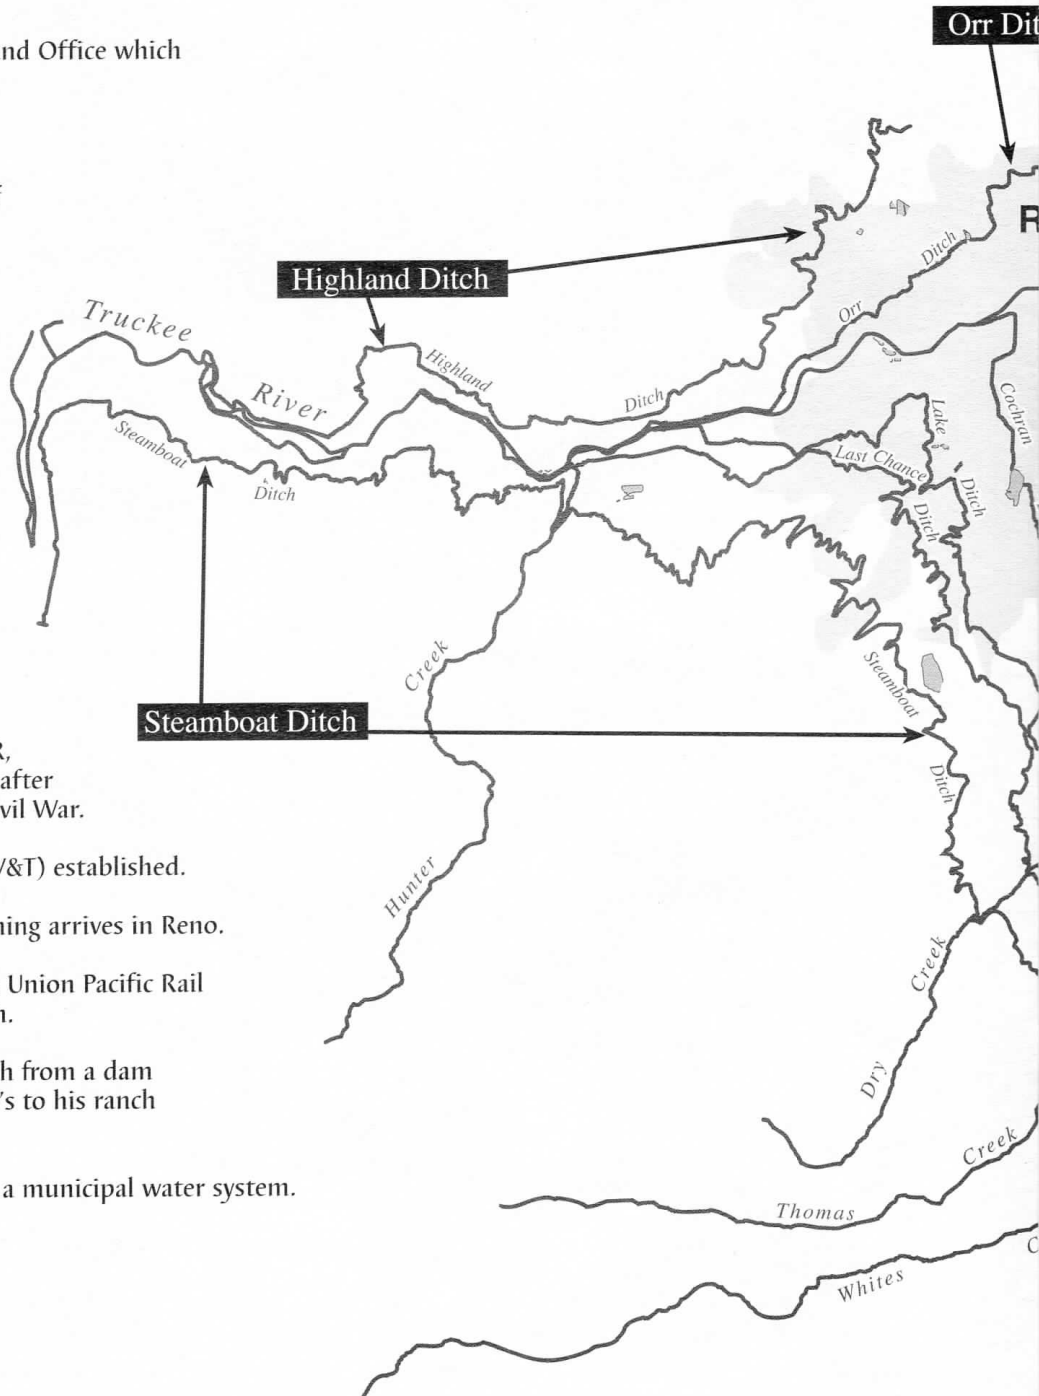 Orr Dit
nd Office which
R
Ditch
Highland Ditch
Orr
Truckee
River
Highland
Ditch
Cochran
Lake
Ditch
Last Chance
Ditch
Steamboat
Ditch
Creek
Hunter
Steamboat
Ditch
Steamboat Ditch
R,
after
vil War.
/&T) established.
ning arrives in Reno.
Union Pacific Rail
n.
h from a dam
's to his ranch
a municipal water system.
Dry
Creek
Thomas
Creek
Whites
C